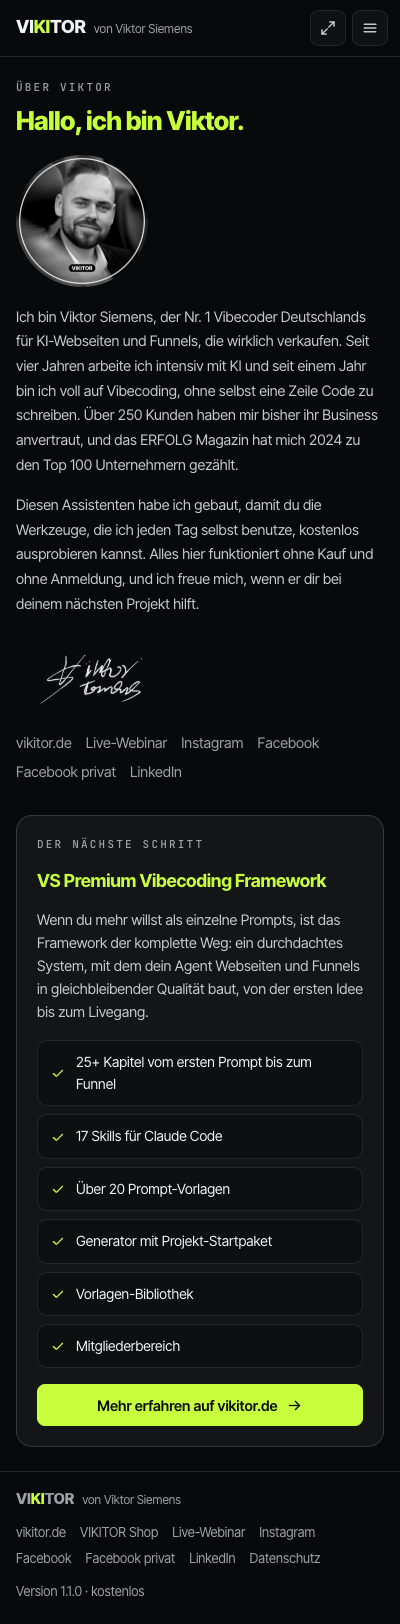 VIKITOR von Viktor Siemens
ÜBER VIKTOR
Hallo, ich bin Viktor.
VIKITOR
Ich bin Viktor Siemens, der Nr. 1 Vibecoder Deutschlands
für KI-Webseiten und Funnels, die wirklich verkaufen. Seit
vier Jahren arbeite ich intensiv mit KI und seit einem Jahr
bin ich voll auf Vibecoding, ohne selbst eine Zeile Code zu
schreiben. Über 250 Kunden haben mir bisher ihr Business
anvertraut, und das ERFOLG Magazin hat mich 2024 zu
den Top 100 Unternehmern gezählt.
Diesen Assistenten habe ich gebaut, damit du die
Werkzeuge, die ich jeden Tag selbst benutze, kostenlos
ausprobieren kannst. Alles hier funktioniert ohne Kauf und
ohne Anmeldung, und ich freue mich, wenn er dir bei
deinem nächsten Projekt hilft.
Viktor
vikitor.de Live-Webinar Instagram Facebook
Facebook privat LinkedIn
DER NÄCHSTE SCHRITT
VS Premium Vibecoding Framework
Wenn du mehr willst als einzelne Prompts, ist das
Framework der komplette Weg: ein durchdachtes
System, mit dem dein Agent Webseiten und Funnels
in gleichbleibender Qualität baut, von der ersten Idee
bis zum Livegang.
25+ Kapitel vom ersten Prompt bis zum
Funnel
17 Skills für Claude Code
Über 20 Prompt-Vorlagen
Generator mit Projekt-Startpaket
Vorlagen-Bibliothek
Mitgliederbereich
Mehr erfahren auf vikitor.de →
VIKITOR von Viktor Siemens
vikitor.de VIKITOR Shop Live-Webinar Instagram
Facebook Facebook privat LinkedIn Datenschutz
Version 1.1.0 · kostenlos